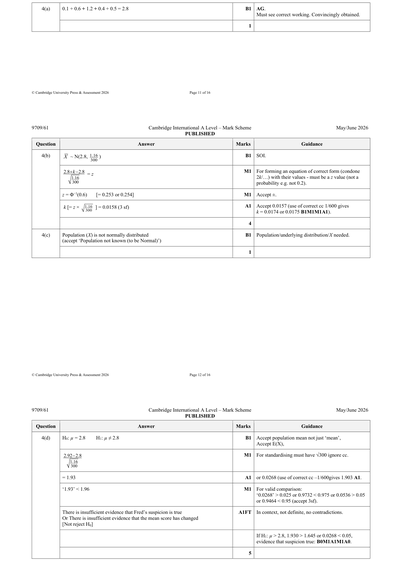 4(a) 0.1 + 0.6 + 1.2 + 0.4 + 0.5 = 2.8 B1 AG.
Must see correct working. Convincingly obtained.
1
© Cambridge University Press & Assessment 2026 Page 11 of 16
9709/61 Cambridge International A Level – Mark Scheme May/June 2026
PUBLISHED
Question Answer Marks Guidance
4(b) X̄ ~ N(2.8, 1.16/300) B1 SOI.
(2.8+k−2.8)/(√1.16/√300) = z M1 For forming an equation of correct form (condone
with their values - must be a z value (not a
probability e.g. not 0.2).
z = Φ⁻¹(0.6) [= 0.253 or 0.254] M1 Accept ±.
k [= z × √1.16/√300 ] = 0.0158 (3 sf) A1 Accept 0.0157 (use of correct cc 1/600 gives
k = 0.0174 or 0.0175 B1M1M1A1).
4
4(c) Population (X) is not normally distributed
(accept ‘Population not known (to be Normal)’) B1 Population/underlying distribution/X needed.
1
© Cambridge University Press & Assessment 2026 Page 12 of 16
9709/61 Cambridge International A Level – Mark Scheme May/June 2026
PUBLISHED
Question Answer Marks Guidance
4(d) H₀: μ = 2.8 H₁: μ ≠ 2.8 B1 Accept population mean not just ‘mean’.
Accept E(X),
(2.92−2.8)/(√1.16/√300) M1 For standardising must have √300 ignore cc.
= 1.93 A1 or 0.0268 (use of correct cc -1/600 gives 1.903 A1.
‘1.93’ < 1.96 M1 For valid comparison:
‘0.0268’ > 0.025 or 0.9732 < 0.975 or 0.0536 > 0.05
or 0.9464 < 0.95 (accept 3sf).
There is insufficient evidence that Fred’s suspicion is true
Or There is insufficient evidence that the mean score has changed
[Not reject H₀] A1FT In context, not definite, no contradictions.
If H₁: μ > 2.8, 1.930 > 1.645 or 0.0268 < 0.05,
evidence that suspicion true: B0M1A1M1A0.
5